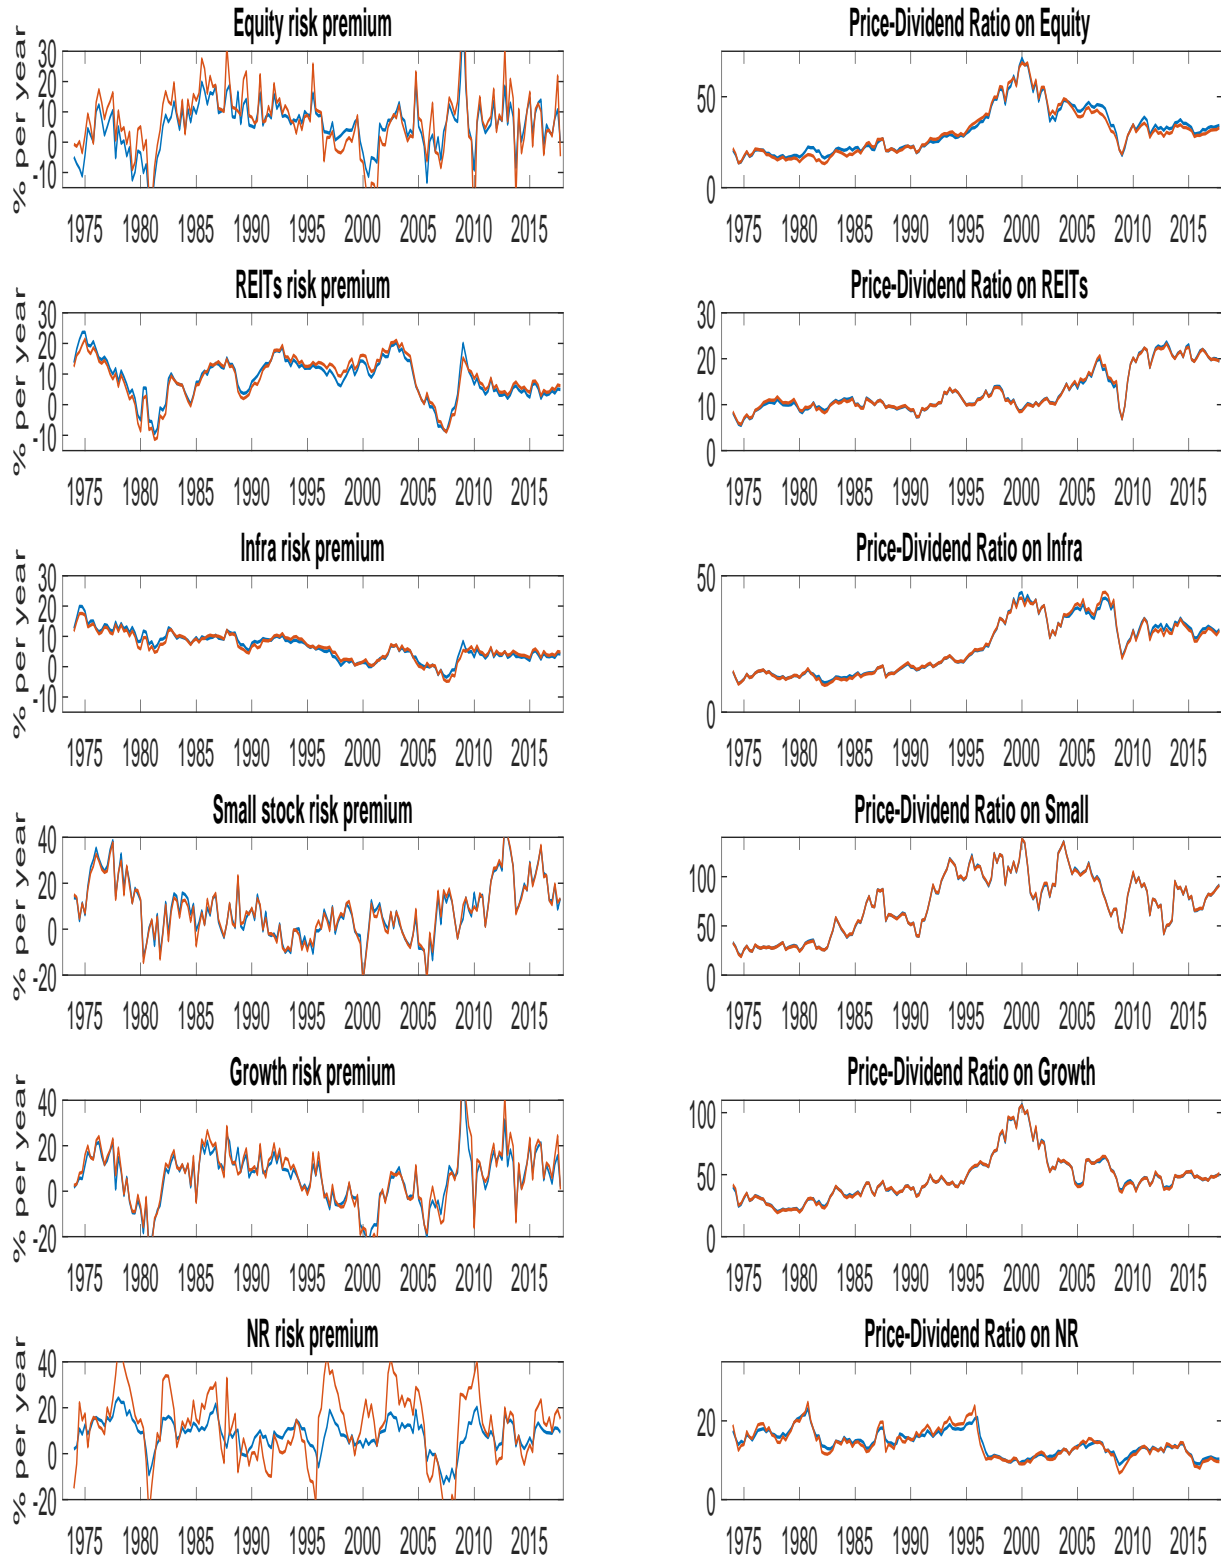 Equity risk premium
% per year
30
20
10
0
-10
1975 1980 1985 1990 1995 2000 2005 2010 2015
Price-Dividend Ratio on Equity
50
0
1975 1980 1985 1990 1995 2000 2005 2010 2015
REITs risk premium
% per year
30
20
10
0
-10
1975 1980 1985 1990 1995 2000 2005 2010 2015
Price-Dividend Ratio on REITs
30
20
10
0
1975 1980 1985 1990 1995 2000 2005 2010 2015
Infra risk premium
% per year
30
20
10
0
-10
1975 1980 1985 1990 1995 2000 2005 2010 2015
Price-Dividend Ratio on Infra
50
0
1975 1980 1985 1990 1995 2000 2005 2010 2015
Small stock risk premium
% per year
40
20
0
-20
1975 1980 1985 1990 1995 2000 2005 2010 2015
Price-Dividend Ratio on Small
100
50
0
1975 1980 1985 1990 1995 2000 2005 2010 2015
Growth risk premium
% per year
40
20
0
-20
1975 1980 1985 1990 1995 2000 2005 2010 2015
Price-Dividend Ratio on Growth
100
50
0
1975 1980 1985 1990 1995 2000 2005 2010 2015
NR risk premium
% per year
40
20
0
-20
1975 1980 1985 1990 1995 2000 2005 2010 2015
Price-Dividend Ratio on NR
20
0
1975 1980 1985 1990 1995 2000 2005 2010 2015